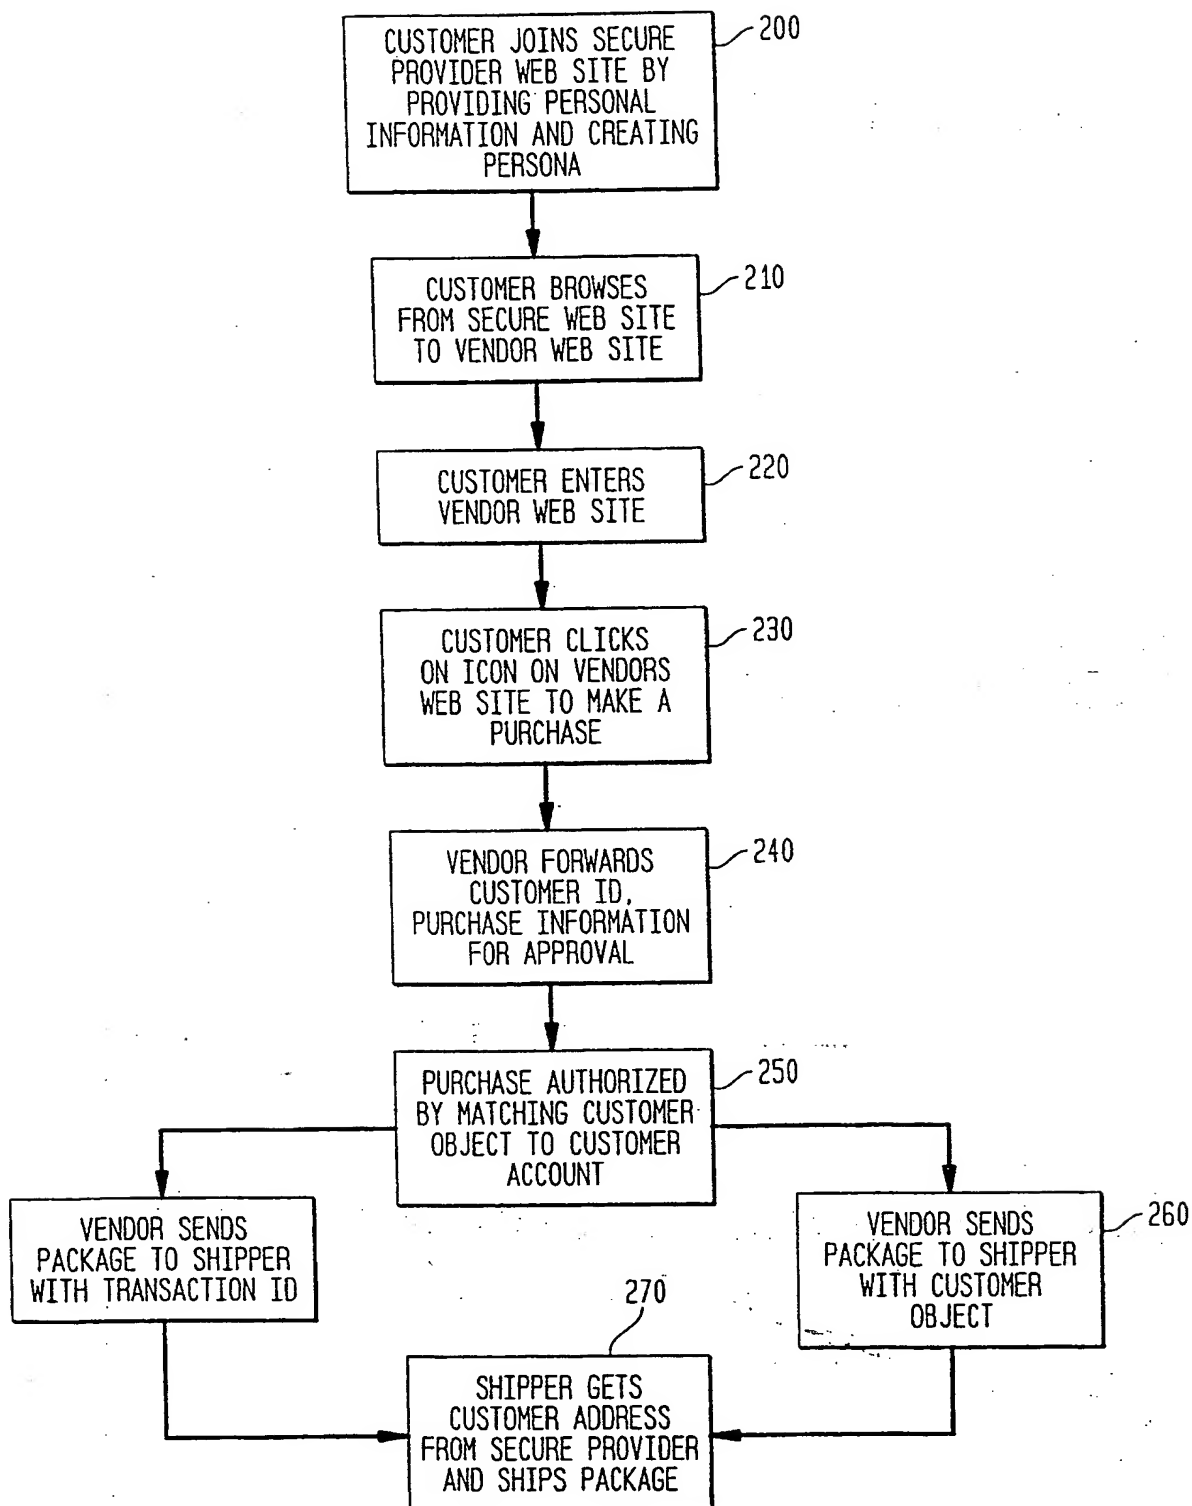 CUSTOMER JOINS SECURE
PROVIDER WEB SITE BY
PROVIDING PERSONAL
INFORMATION AND CREATING
PERSONA
200
CUSTOMER BROWSES
FROM SECURE WEB SITE
TO VENDOR WEB SITE
210
CUSTOMER ENTERS
VENDOR WEB SITE
220
CUSTOMER CLICKS
ON ICON ON VENDORS
WEB SITE TO MAKE A
PURCHASE
230
VENDOR FORWARDS
CUSTOMER ID,
PURCHASE INFORMATION
FOR APPROVAL
240
PURCHASE AUTHORIZED
BY MATCHING CUSTOMER
OBJECT TO CUSTOMER
ACCOUNT
250
VENDOR SENDS
PACKAGE TO SHIPPER
WITH TRANSACTION ID
VENDOR SENDS
PACKAGE TO SHIPPER
WITH CUSTOMER
OBJECT
260
270
SHIPPER GETS
CUSTOMER ADDRESS
FROM SECURE PROVIDER
AND SHIPS PACKAGE